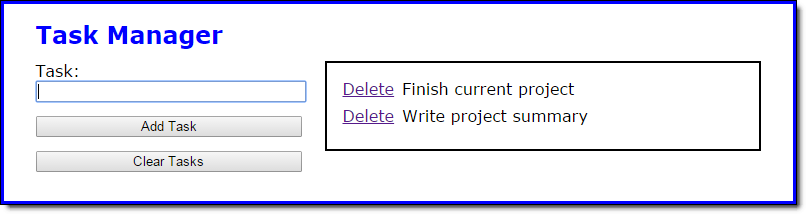 Task Manager
Task:
Add Task
Clear Tasks
Delete Finish current project
Delete Write project summary